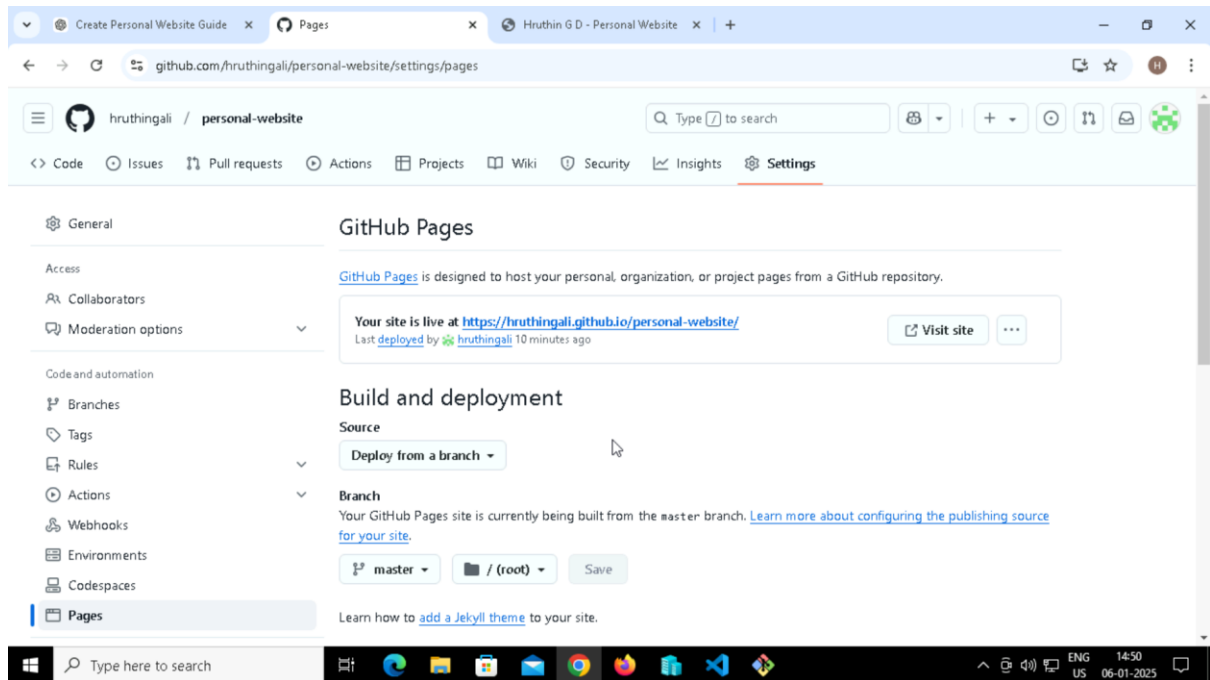 Create Personal Website Guide
Pages
Hruthin G D - Personal Website
github.com/hruthingali/personal-website/settings/pages
H
hruthingali / personal-website
Type / to search
Code
Issues
Pull requests
Actions
Projects
Wiki
Security
Insights
Settings
General
Access
Collaborators
Moderation options
Code and automation
Branches
Tags
Rules
Actions
Webhooks
Environments
Codespaces
Pages
GitHub Pages
GitHub Pages is designed to host your personal, organization, or project pages from a GitHub repository.
Your site is live at https://hruthingali.github.io/personal-website/
Last deployed by hruthingali 10 minutes ago
Visit site
Build and deployment
Source
Deploy from a branch
Branch
Your GitHub Pages site is currently being built from the master branch. Learn more about configuring the publishing source
for your site.
master
/ (root)
Save
Learn how to add a Jekyll theme to your site.
Type here to search
ENG
US
14:50
06-01-2025